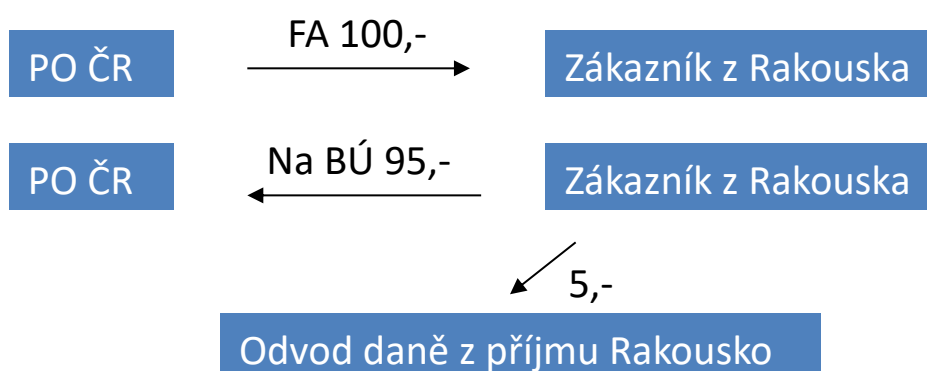 FA 100,-
PO ČR
Zákazník z Rakouska
Na BÚ 95,-
PO ČR
Zákazník z Rakouska
5,-
Odvod daně z příjmu Rakousko